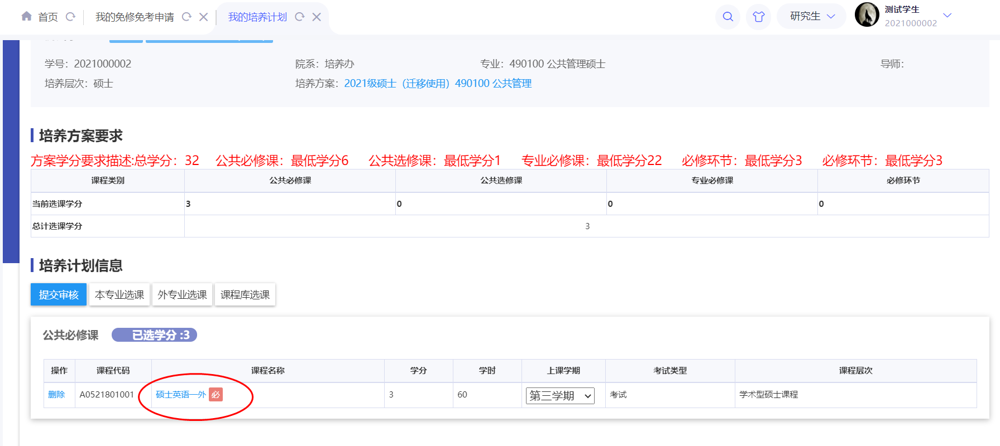 首页 我的免修免考申请 我的培养计划 研究生 测试学生
2021000002
学号：2021000002 院系：培养办 专业：490100 公共管理硕士 导师：
培养层次：硕士 培养方案：2021级硕士（迁移使用）490100 公共管理
培养方案要求
方案学分要求描述:总学分：32 公共必修课：最低学分6 公共选修课：最低学分1 专业必修课：最低学分22 必修环节：最低学分3 必修环节：最低学分3
课程类别 公共必修课 公共选修课 专业必修课 必修环节
当前选课学分 3 0 0 0
总计选课学分 3
培养计划信息
提交审核 本专业选课 外专业选课 课程库选课
公共必修课 已选学分 :3
操作 课程代码 课程名称 学分 学时 上课学期 考试类型 课程层次
删除 A0521801001 硕士英语一外 必 3 60 第三学期 考试 学术型硕士课程